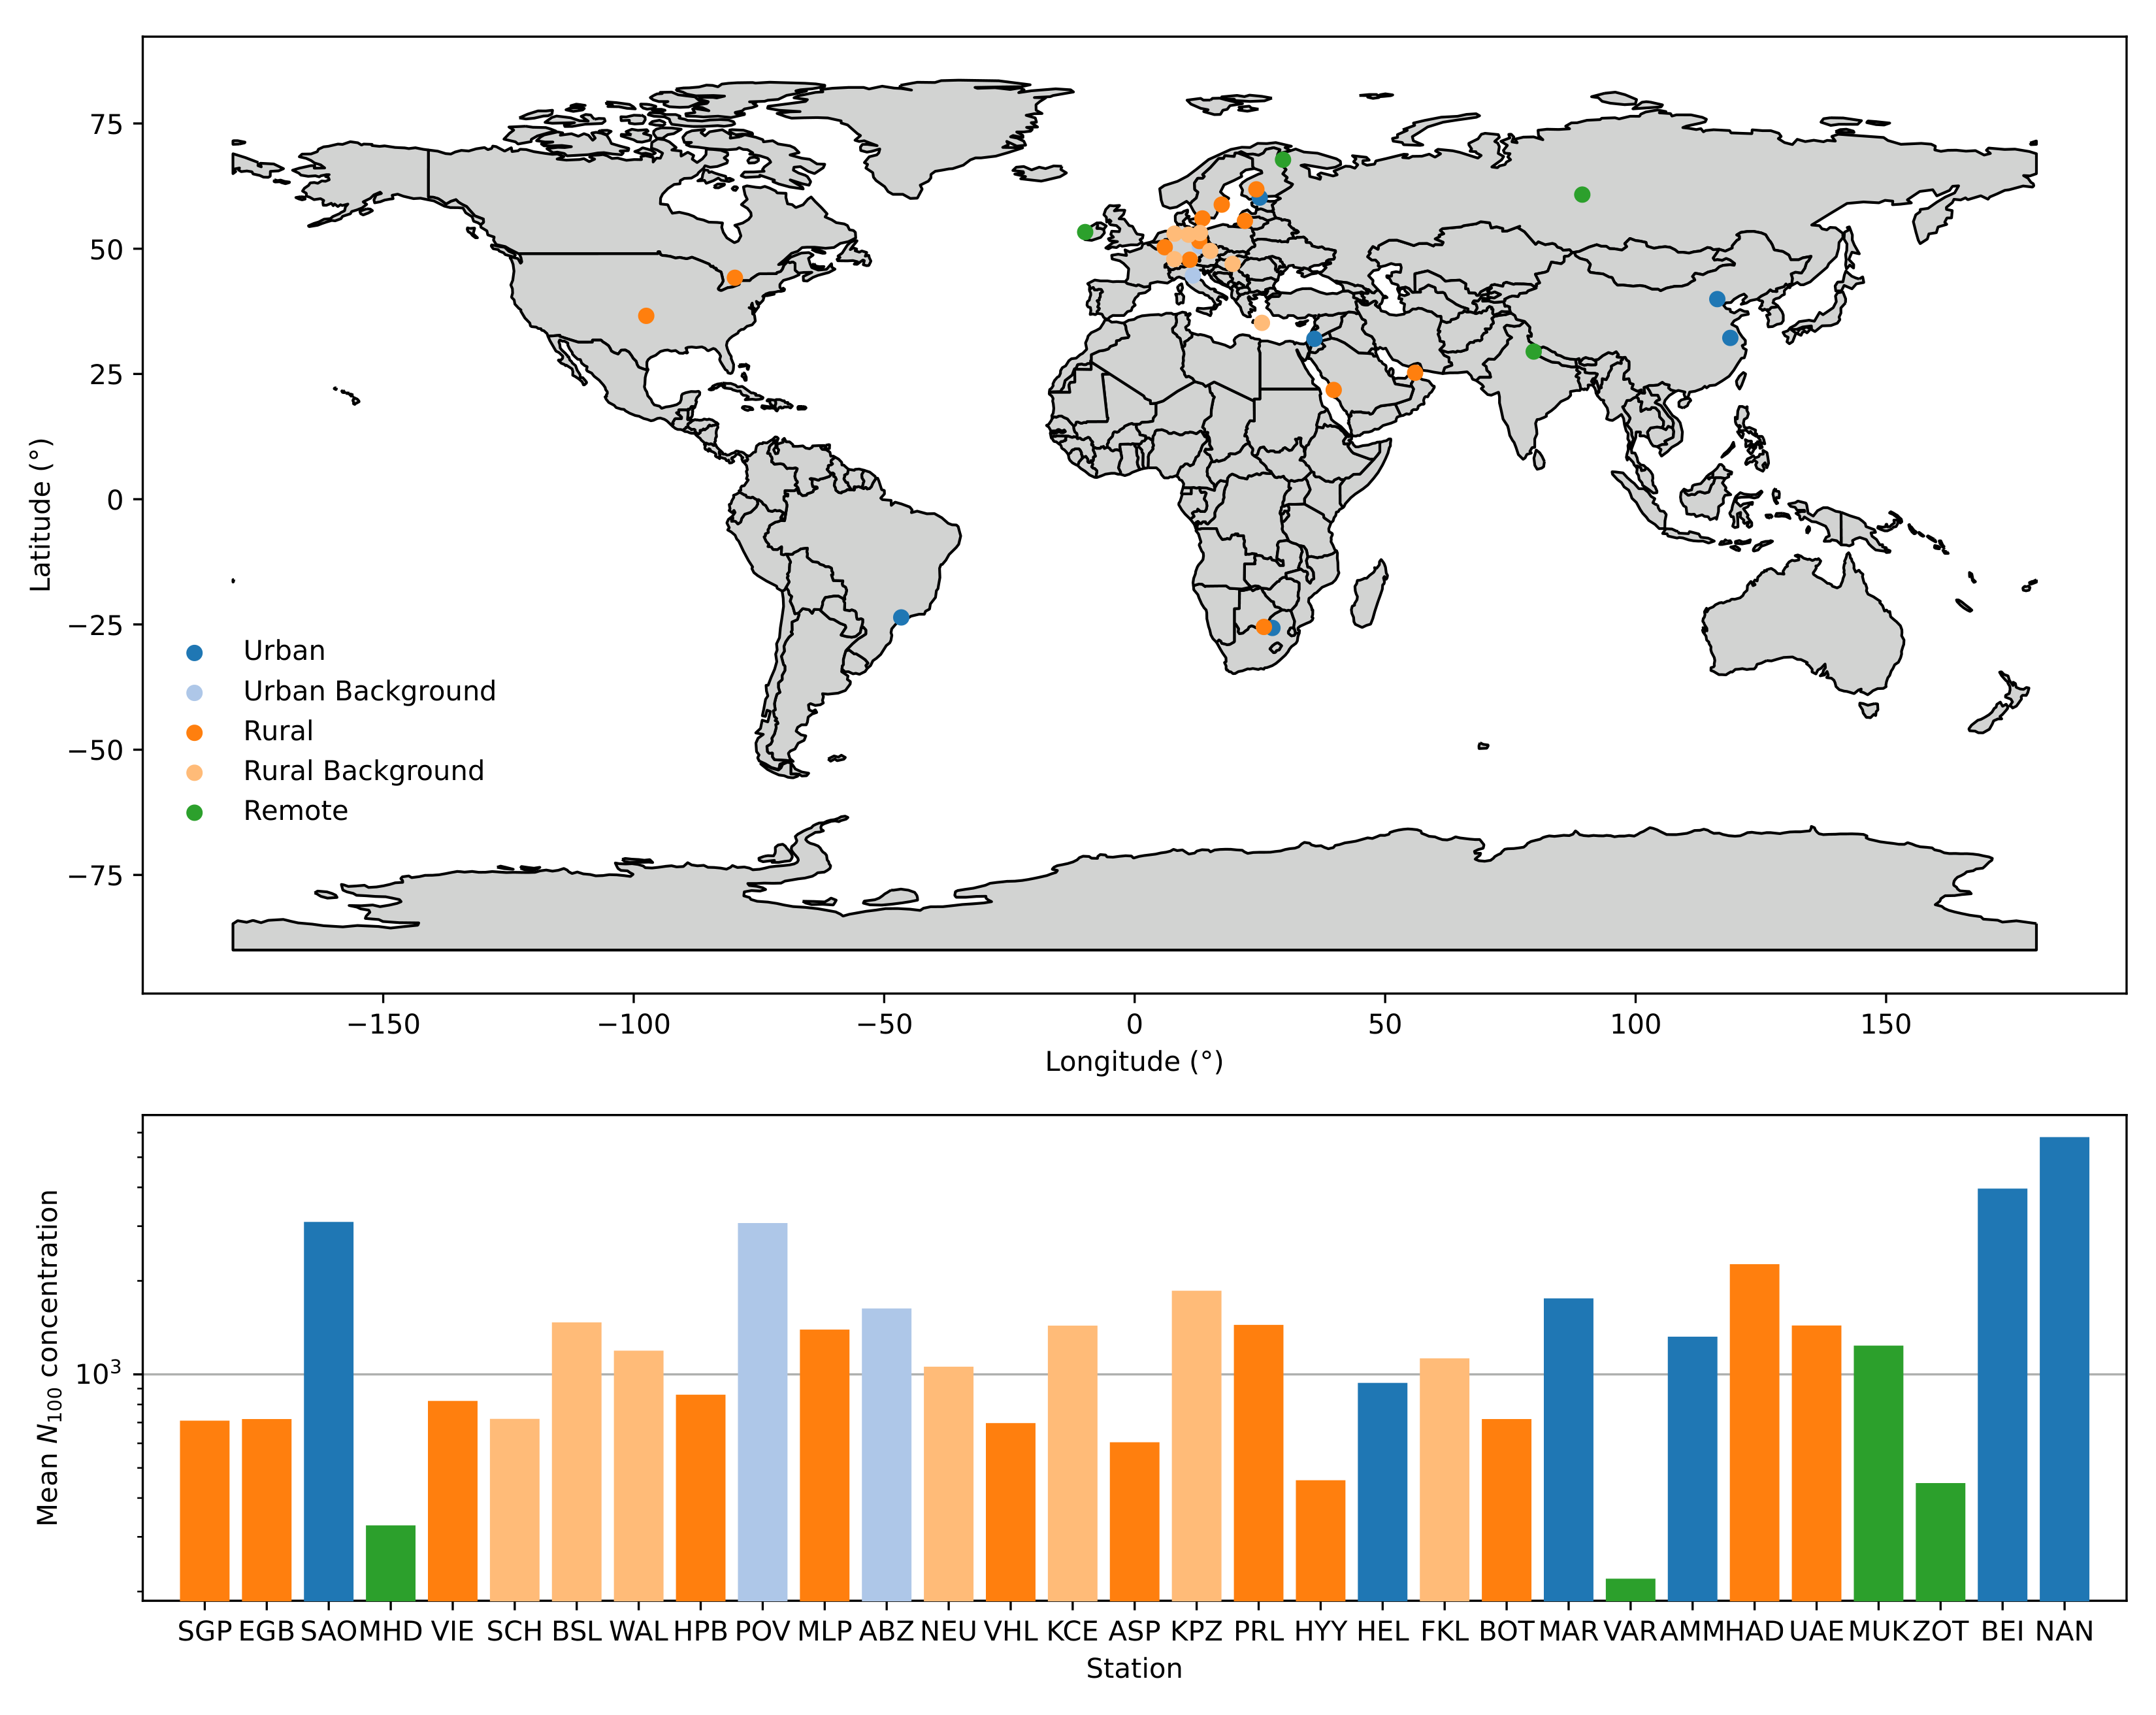 75
50
25
0
−25
−50
−75
Latitude (°)
Urban
Urban Background
Rural
Rural Background
Remote
−150 −100 −50 0 50 100 150
Longitude (°)
Mean N100 concentration
10^3
SGP EGB SAO MHD VIE SCH BSL WAL HPB POV MLP ABZ NEU VHL KCE ASP KPZ PRL HYY HEL FKL BOT MAR VAR AMM HAD UAE MUK ZOT BEI NAN
Station